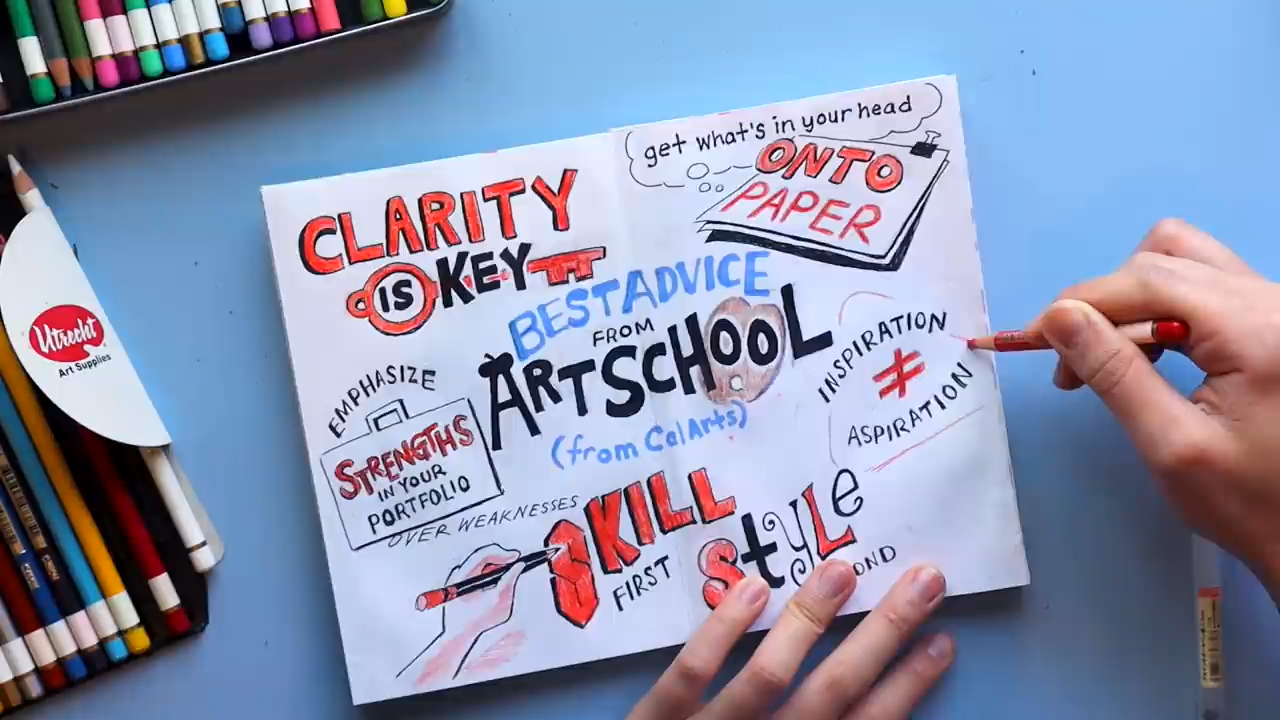 get what's in your head
ONTO
PAPER
CLARITY
IS KEY
BEST ADVICE
FROM
ARTSCHOOL
(from CalArts)
INSPIRATION
≠
ASPIRATION
EMPHASIZE
STRENGTHS
IN YOUR
PORTFOLIO
OVER WEAKNESSES
SKILL
FIRST
STYLE
OND
Utrecht
Art Supplies